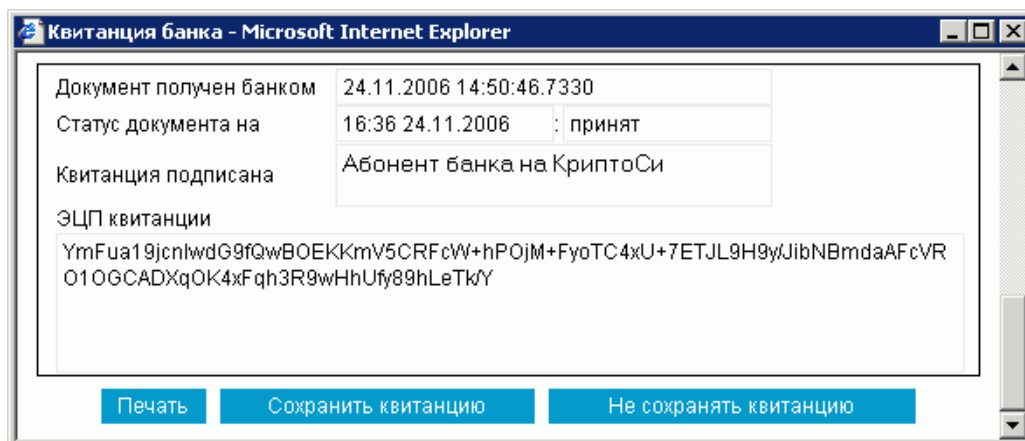 Квитанция банка - Microsoft Internet Explorer
Документ получен банком 24.11.2006 14:50:46.7330
Статус документа на 16:36 24.11.2006 : принят
Квитанция подписана Абонент банка на КриптоСи
ЭЦП квитанции
YmFua19jcnlwdG9fQwBOEKKmV5CRFcW+hPOjM+FyoTC4xU+7ETJL9H9y/JibNBmdaAFcVR
O1OGCADXqOK4xFqh3R9wHhUfy89hLeTk/Y
Печать Сохранить квитанцию Не сохранять квитанцию